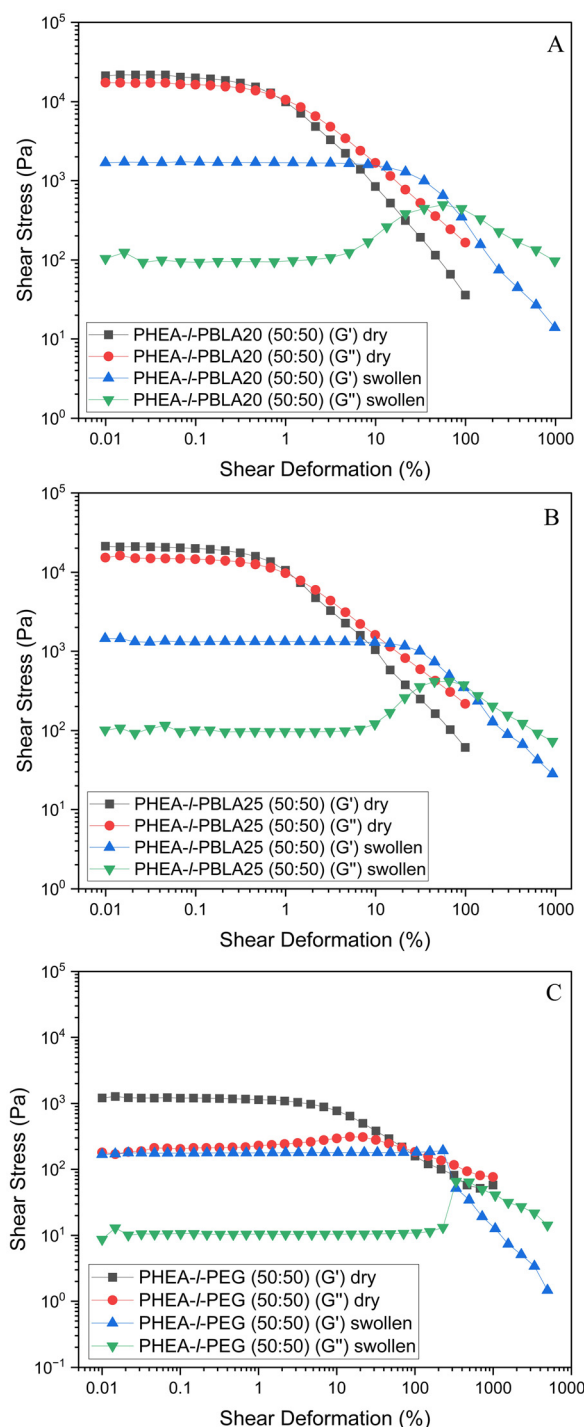 A
Shear Stress (Pa)
10^5
10^4
10^3
10^2
10^1
10^0
PHEA-l-PBLA20 (50:50) (G') dry
PHEA-l-PBLA20 (50:50) (G'') dry
PHEA-l-PBLA20 (50:50) (G') swollen
PHEA-l-PBLA20 (50:50) (G'') swollen
0.01 0.1 1 10 100 1000
Shear Deformation (%)
B
Shear Stress (Pa)
10^5
10^4
10^3
10^2
10^1
10^0
PHEA-l-PBLA25 (50:50) (G') dry
PHEA-l-PBLA25 (50:50) (G'') dry
PHEA-l-PBLA25 (50:50) (G') swollen
PHEA-l-PBLA25 (50:50) (G'') swollen
0.01 0.1 1 10 100 1000
Shear Deformation (%)
C
Shear Stress (Pa)
10^5
10^4
10^3
10^2
10^1
10^0
10^−1
PHEA-l-PEG (50:50) (G') dry
PHEA-l-PEG (50:50) (G'') dry
PHEA-l-PEG (50:50) (G') swollen
PHEA-l-PEG (50:50) (G'') swollen
0.01 0.1 1 10 100 1000
Shear Deformation (%)